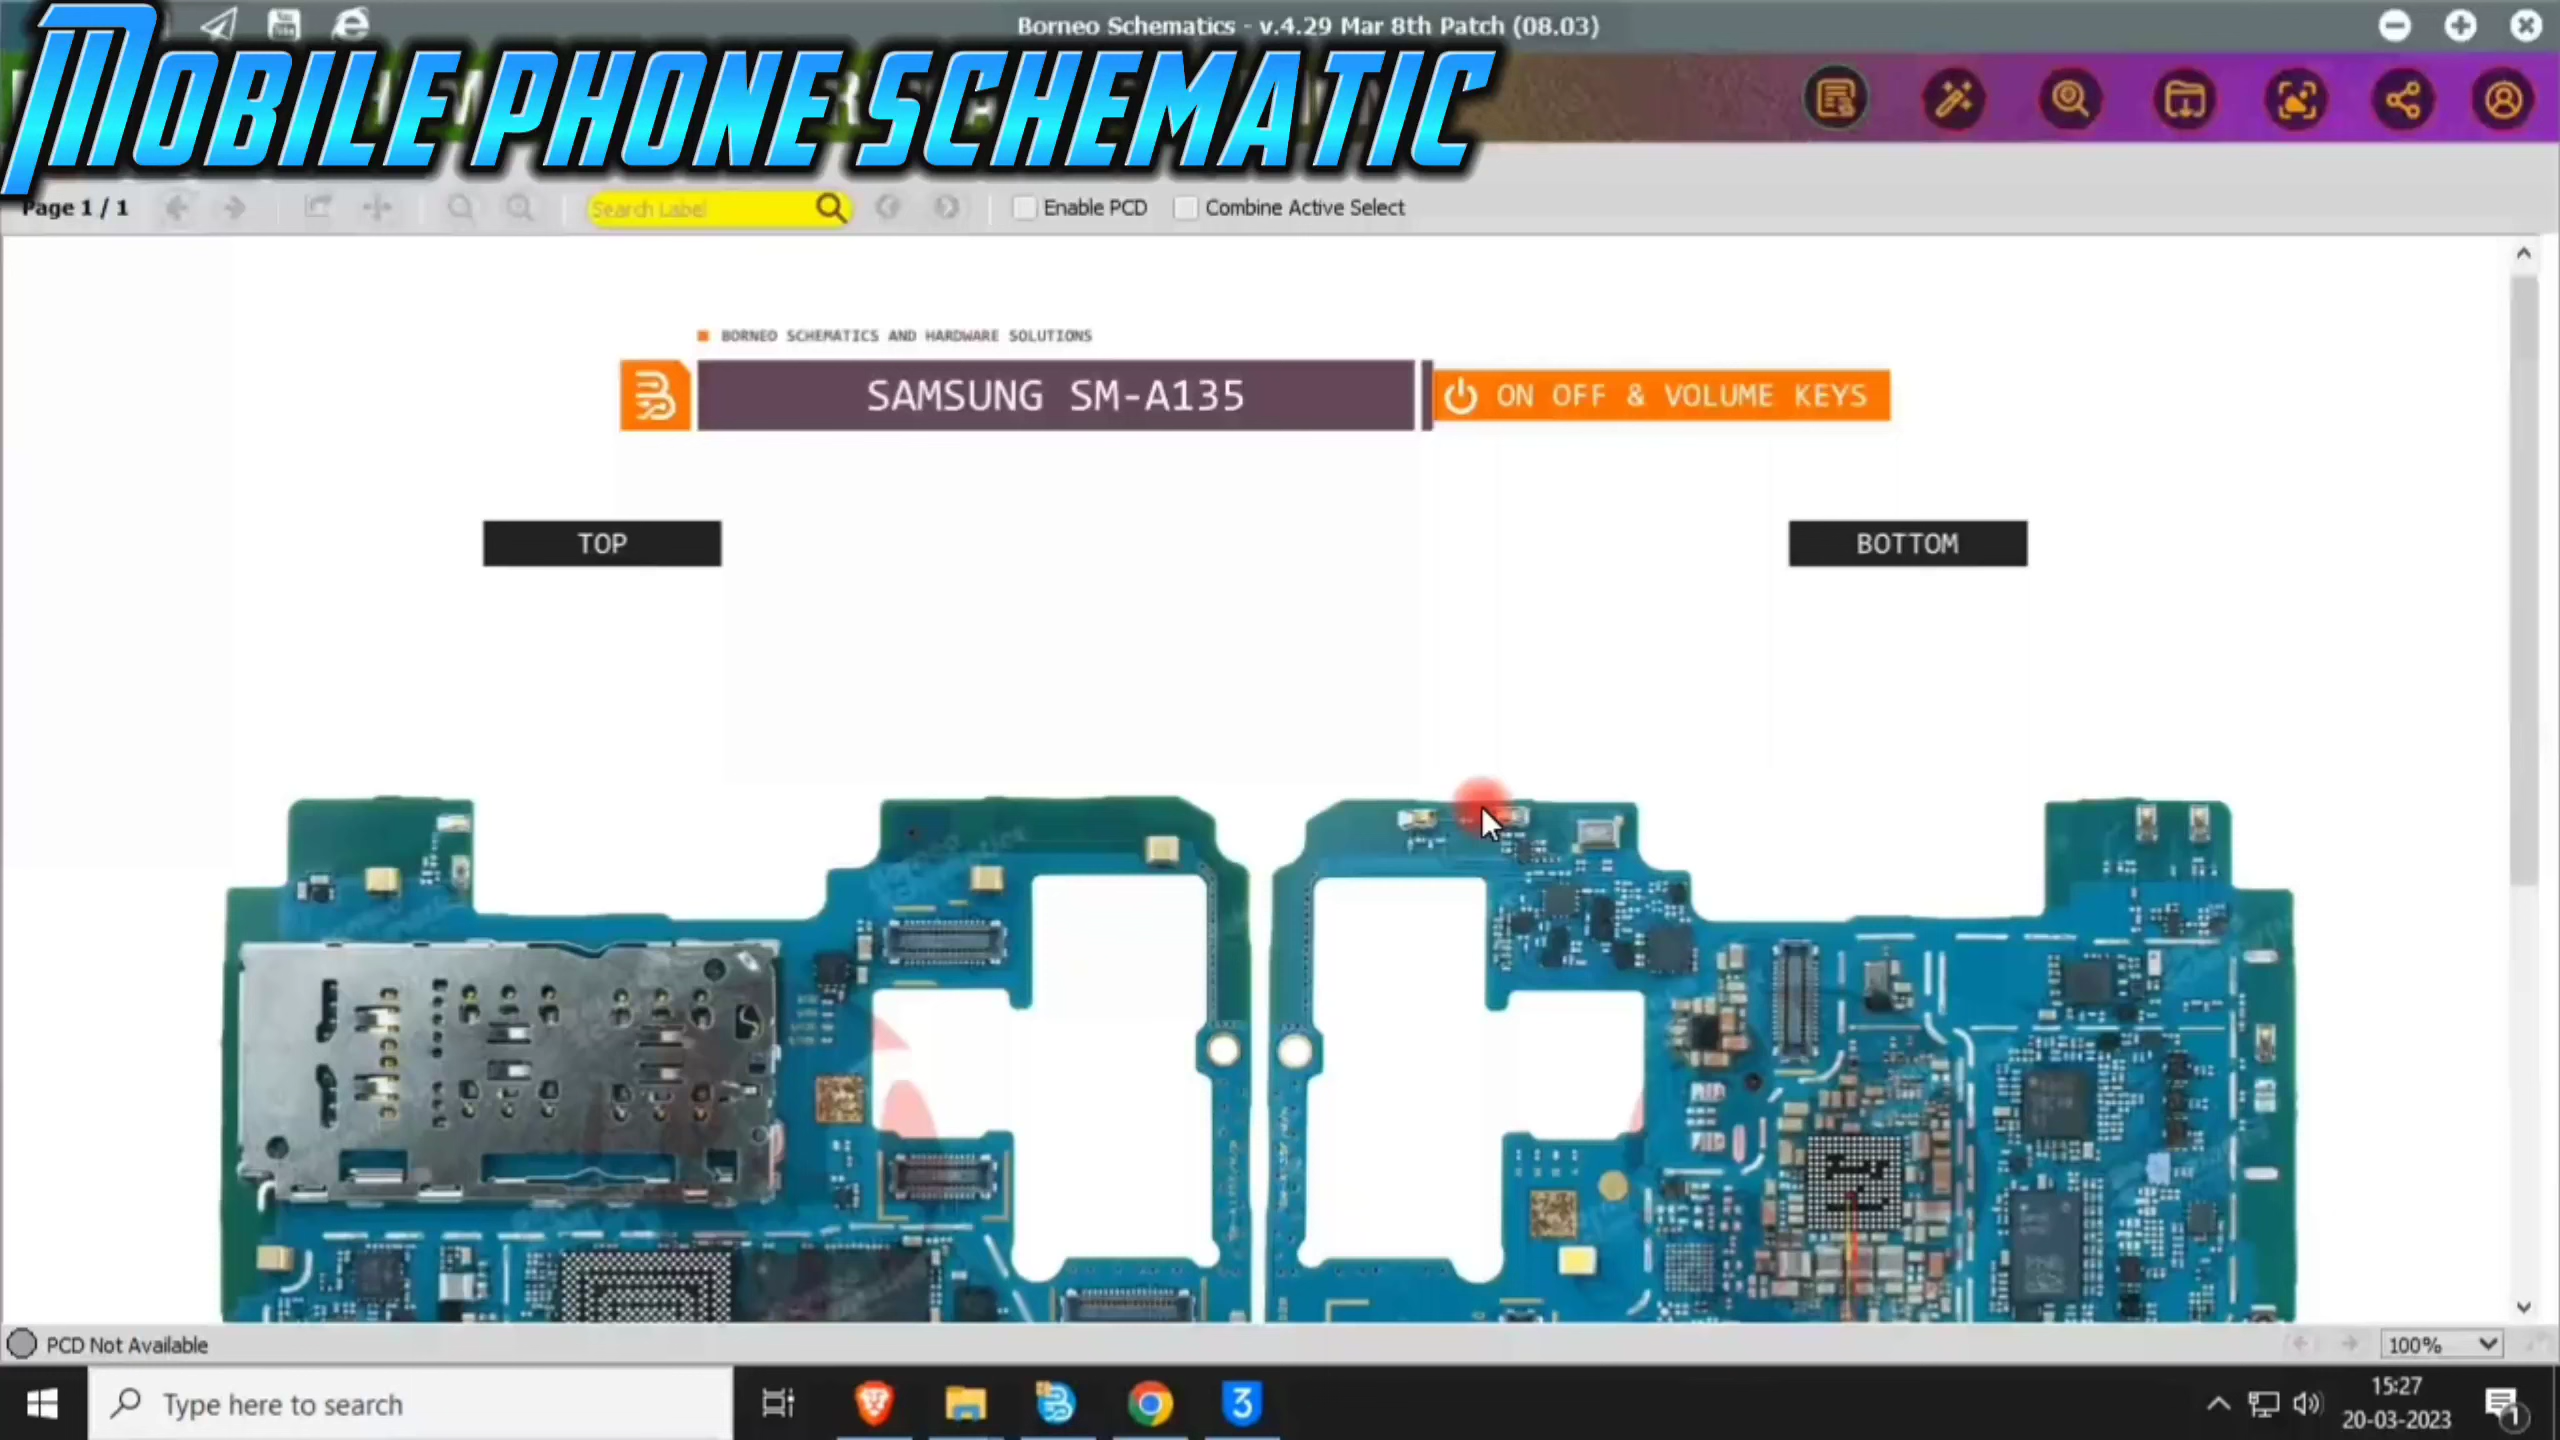 Borneo Schematics - v.4.29 Mar 8th Patch (08.03)
MOBILE PHONE SCHEMATIC
Page 1 / 1
Search Label
Enable PCD
Combine Active Select
BORNEO SCHEMATICS AND HARDWARE SOLUTIONS
SAMSUNG SM-A135
ON OFF & VOLUME KEYS
TOP
BOTTOM
PCD Not Available
100%
Type here to search
3
15:27
20-03-2023
1